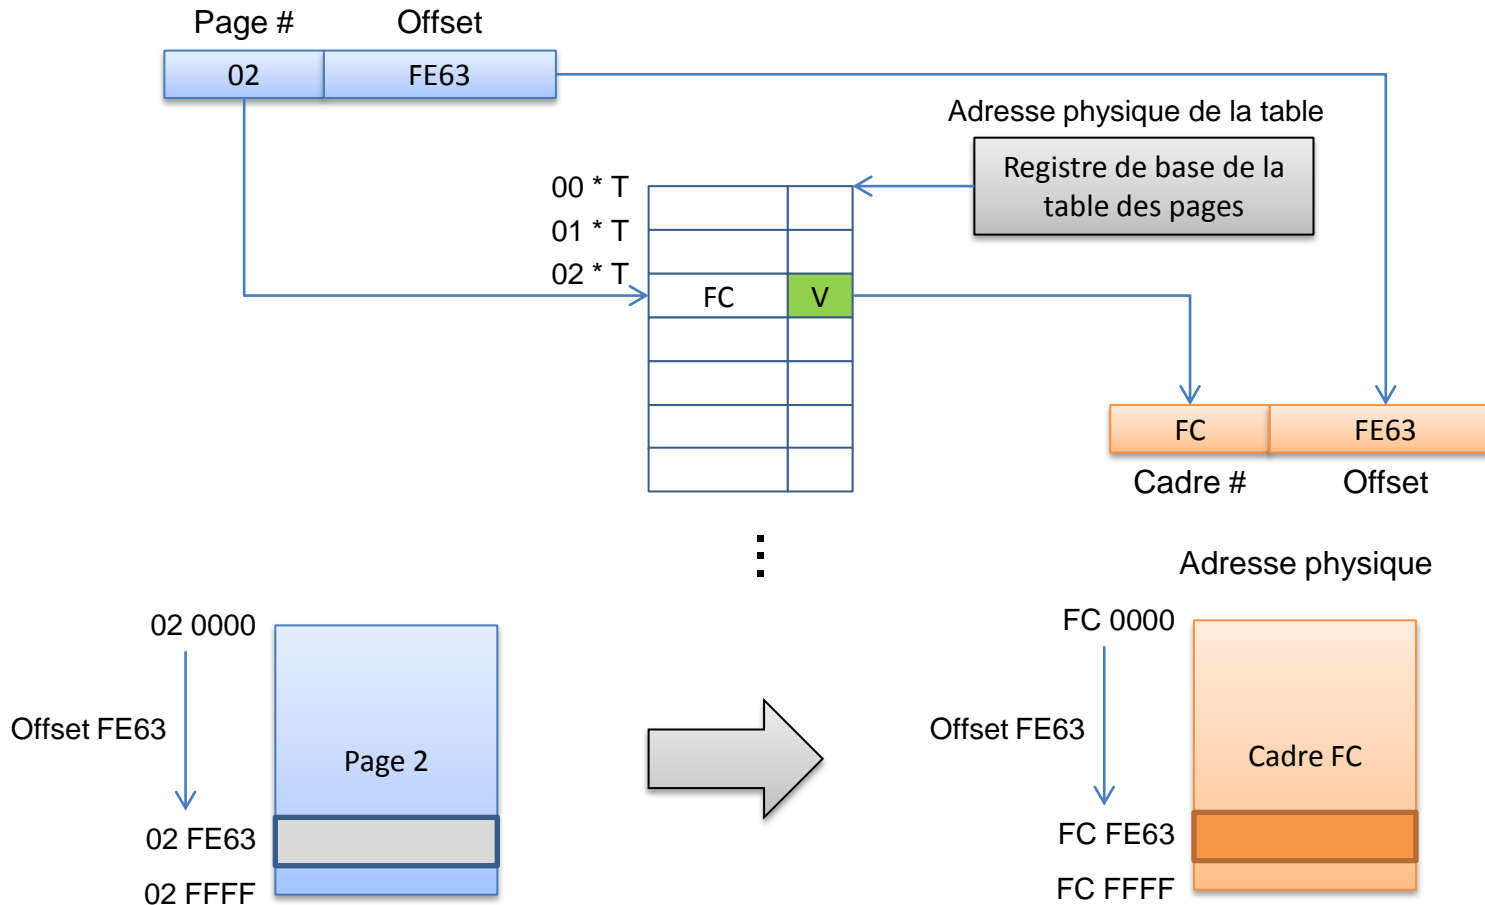 Page # Offset
02 FE63
Adresse physique de la table
Registre de base de la
table des pages
00 * T
01 * T
02 * T
FC V
FC FE63
Cadre # Offset
Adresse physique
02 0000
Offset FE63
Page 2
02 FE63
02 FFFF
FC 0000
Offset FE63
Cadre FC
FC FE63
FC FFFF